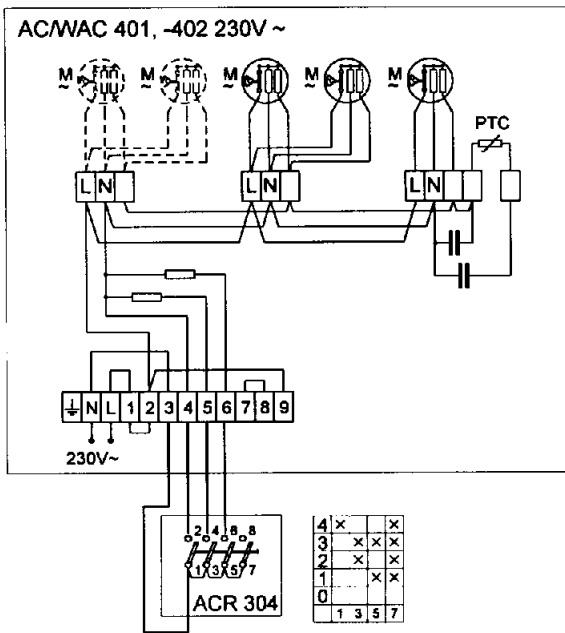 AC/WAC 401, -402 230V ~
M ~ M ~ M ~ M ~ M ~
PTC
L N L N L N
N L 1 2 3 4 5 6 7 8 9
230V~
2 4 6 8
1 3 5 7
ACR 304
4 × ×
3 × × ×
2 × ×
1 × ×
0
1 3 5 7